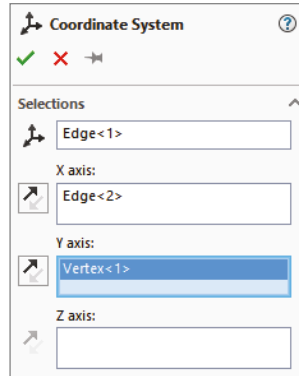 Coordinate System
Selections
Edge<1>
X axis:
Edge<2>
Y axis:
Vertex<1>
Z axis: